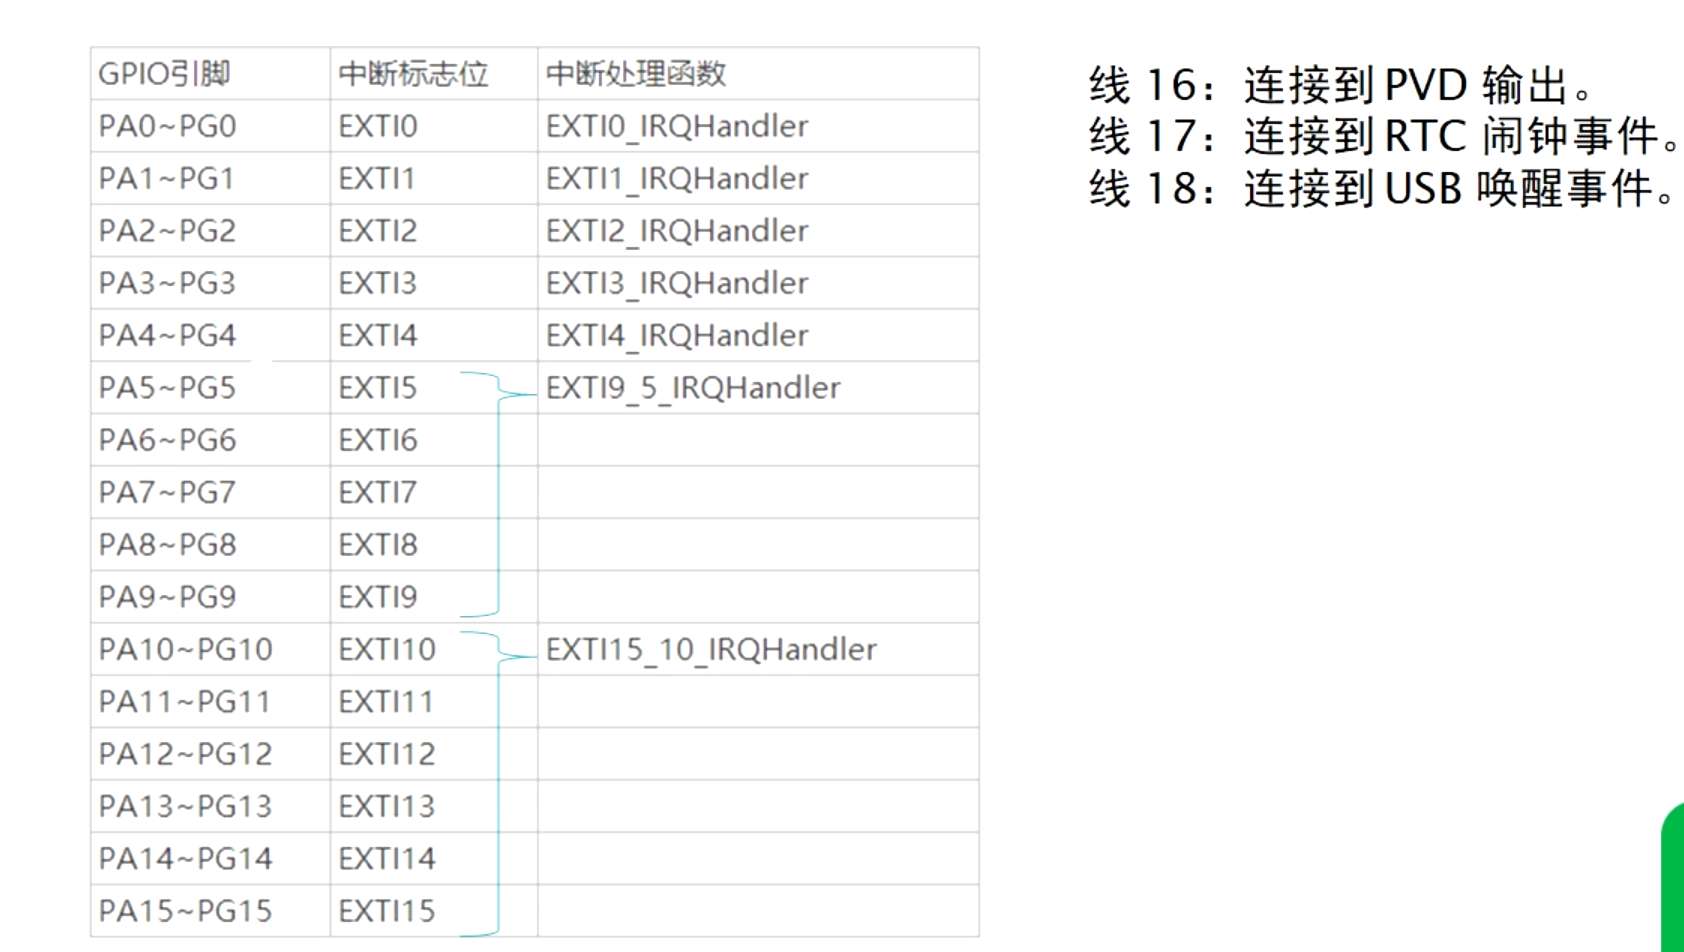 GPIO引脚 中断标志位 中断处理函数
PA0~PG0 EXTI0 EXTI0_IRQHandler
PA1~PG1 EXTI1 EXTI1_IRQHandler
PA2~PG2 EXTI2 EXTI2_IRQHandler
PA3~PG3 EXTI3 EXTI3_IRQHandler
PA4~PG4 EXTI4 EXTI4_IRQHandler
PA5~PG5 EXTI5 EXTI9_5_IRQHandler
PA6~PG6 EXTI6
PA7~PG7 EXTI7
PA8~PG8 EXTI8
PA9~PG9 EXTI9
PA10~PG10 EXTI10 EXTI15_10_IRQHandler
PA11~PG11 EXTI11
PA12~PG12 EXTI12
PA13~PG13 EXTI13
PA14~PG14 EXTI14
PA15~PG15 EXTI15
线 16：连接到 PVD 输出。
线 17：连接到 RTC 闹钟事件。
线 18：连接到 USB 唤醒事件。